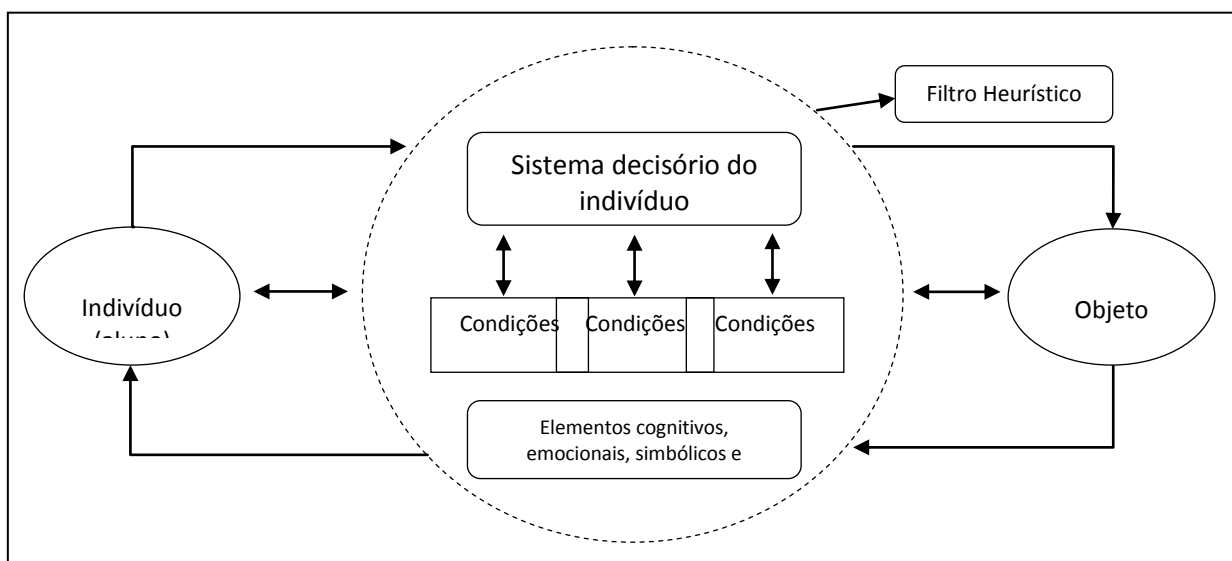 Filtro Heurístico
Sistema decisório do
indivíduo
Indivíduo
Condições
Condições
Condições
Objeto
Elementos cognitivos,
emocionais, simbólicos e